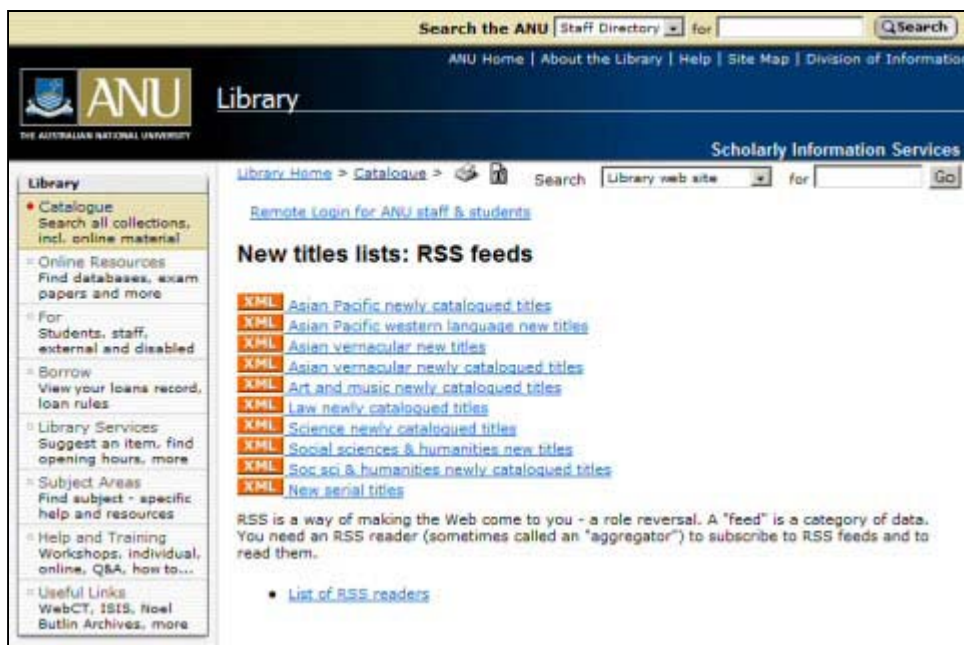 Search the ANU Staff Directory for Search
ANU Home | About the Library | Help | Site Map | Division of Information
ANU
THE AUSTRALIAN NATIONAL UNIVERSITY
Library
Scholarly Information Services
Library Home > Catalogue > Search Library web site for Go
Remote Login for ANU staff & students
Library
Catalogue
Search all collections,
incl. online material
Online Resources
Find databases, exam
papers and more
For
Students, staff,
external and disabled
Borrow
View your loans record,
loan rules
Library Services
Suggest an item, find
opening hours, more
Subject Areas
Find subject - specific
help and resources
Help and Training
Workshops, individual,
online, Q&A, how to...
Useful Links
WebCT, ISIS, Noel
Butlin Archives, more
New titles lists: RSS feeds
XML Asian Pacific newly catalogued titles
XML Asian Pacific western language new titles
XML Asian vernacular new titles
XML Asian vernacular newly catalogued titles
XML Art and music newly catalogued titles
XML Law newly catalogued titles
XML Science newly catalogued titles
XML Social sciences & humanities new titles
XML Soc sci & humanities newly catalogued titles
XML New serial titles
RSS is a way of making the Web come to you - a role reversal. A "feed" is a category of data.
You need an RSS reader (sometimes called an "aggregator") to subscribe to RSS feeds and to
read them.
List of RSS readers